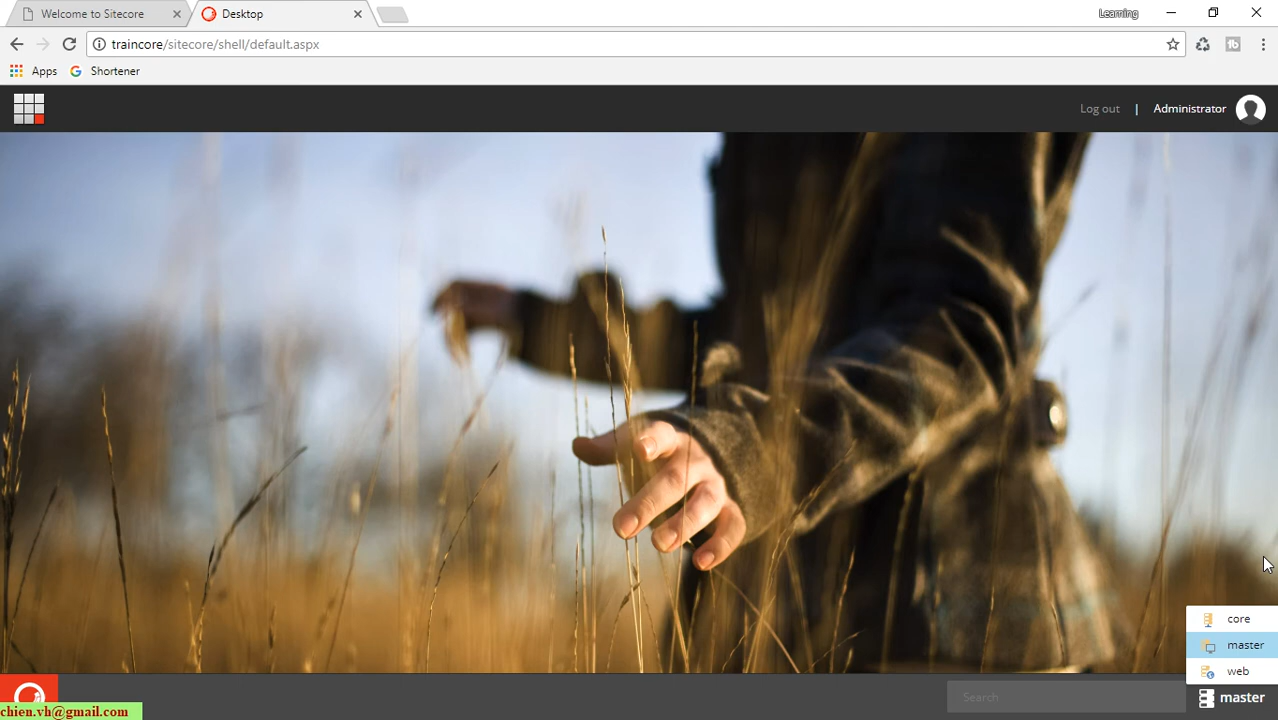 Welcome to Sitecore
Desktop
Learning
traincore/sitecore/shell/default.aspx
Apps
Shortener
Log out | Administrator
core
master
web
Search
master
chien.vh@gmail.com